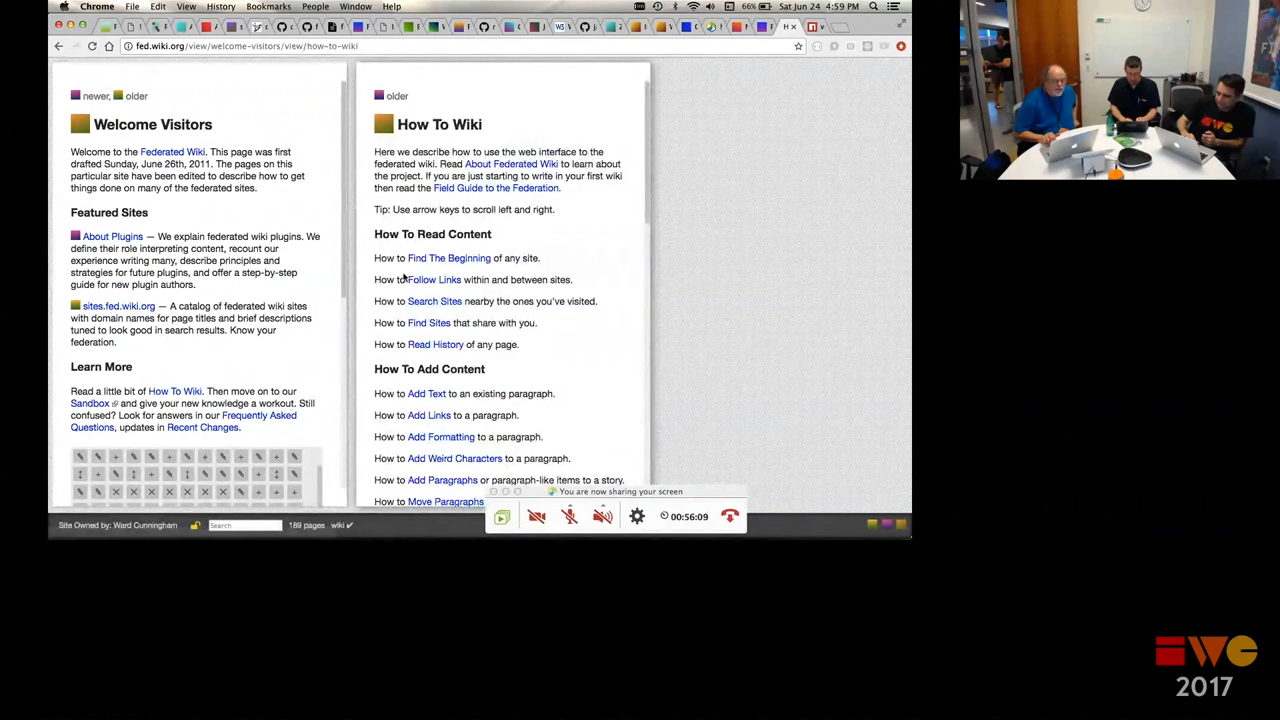 Chrome File Edit View History Bookmarks People Window Help
66% Sat Jun 24 4:59 PM
fed.wiki.org/view/welcome-visitors/view/how-to-wiki
newer, older
Welcome Visitors
Welcome to the Federated Wiki. This page was first
drafted Sunday, June 26th, 2011. The pages on this
particular site have been edited to describe how to get
things done on many of the federated sites.
Featured Sites
About Plugins — We explain federated wiki plugins. We
define their role interpreting content, recount our
experience writing many, describe principles and
strategies for future plugins, and offer a step-by-step
guide for new plugin authors.
sites.fed.wiki.org — A catalog of federated wiki sites
with domain names for page titles and brief descriptions
tuned to look good in search results. Know your
federation.
Learn More
Read a little bit of How To Wiki. Then move on to our
Sandbox and give your new knowledge a workout. Still
confused? Look for answers in our Frequently Asked
Questions, updates in Recent Changes.
older
How To Wiki
Here we describe how to use the web interface to the
federated wiki. Read About Federated Wiki to learn about
the project. If you are just starting to write in your first wiki
then read the Field Guide to the Federation.
Tip: Use arrow keys to scroll left and right.
How To Read Content
How to Find The Beginning of any site.
How to Follow Links within and between sites.
How to Search Sites nearby the ones you've visited.
How to Find Sites that share with you.
How to Read History of any page.
How To Add Content
How to Add Text to an existing paragraph.
How to Add Links to a paragraph.
How to Add Formatting to a paragraph.
How to Add Weird Characters to a paragraph.
How to Add Paragraphs or paragraph-like items to a story.
How to Move Paragraphs
You are now sharing your screen
00:56:09
Site Owned by: Ward Cunningham
Search
189 pages
wiki ✔
IWC
2017